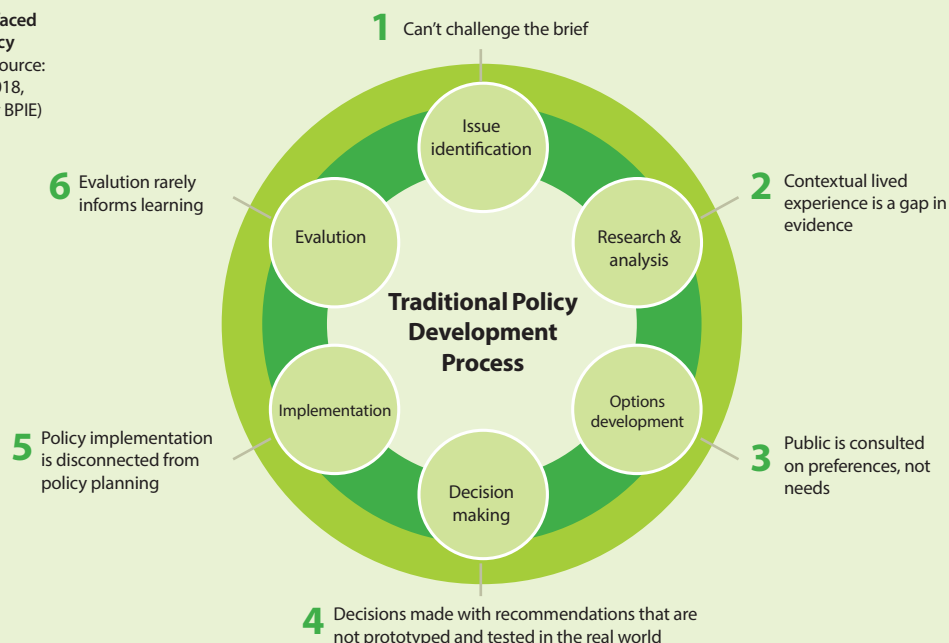 aced
cy
ource:
018,
BPIE)
1 Can't challenge the brief
Issue
identification
2 Contextual lived
experience is a gap in
evidence
Research &
analysis
3 Public is consulted
on preferences, not
needs
Options
development
4 Decisions made with recommendations that are
not prototyped and tested in the real world
Decision
making
5 Policy implementation
is disconnected from
policy planning
Implementation
6 Evalution rarely
informs learning
Evalution
Traditional Policy
Development
Process